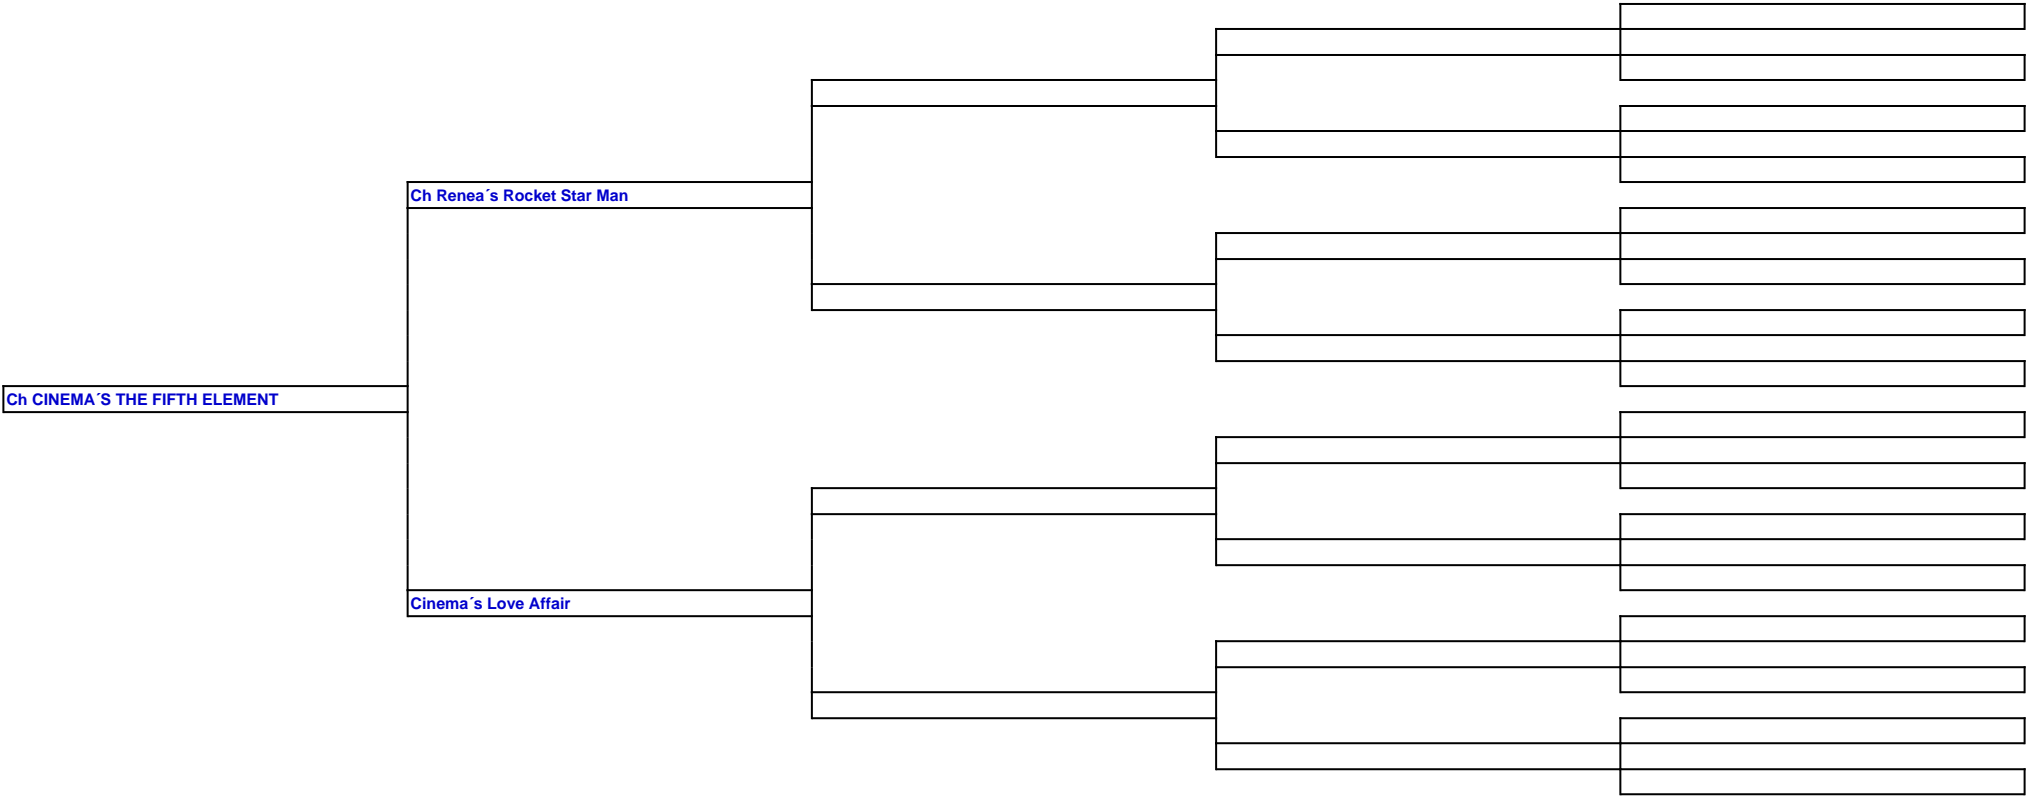 Ch Renea´s Rocket Star Man
Ch CINEMA´S THE FIFTH ELEMENT
Cinema´s Love Affair